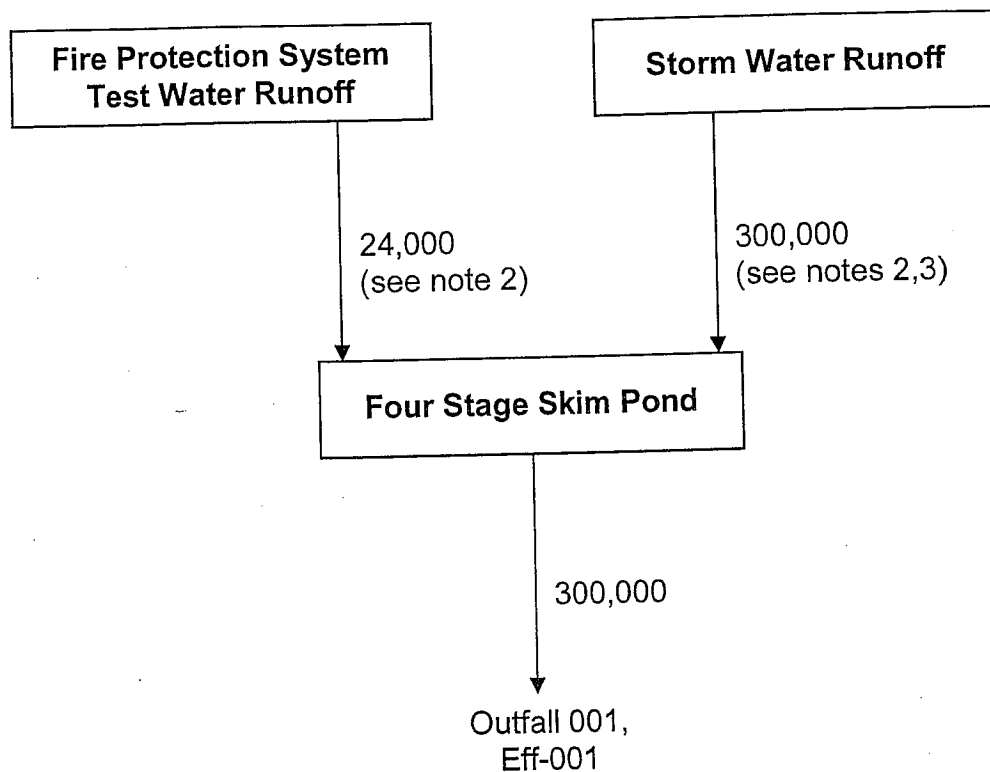 Fire Protection System
Test Water Runoff
Storm Water Runoff
24,000
(see note 2)
300,000
(see notes 2,3)
Four Stage Skim Pond
300,000
Outfall 001,
Eff-001